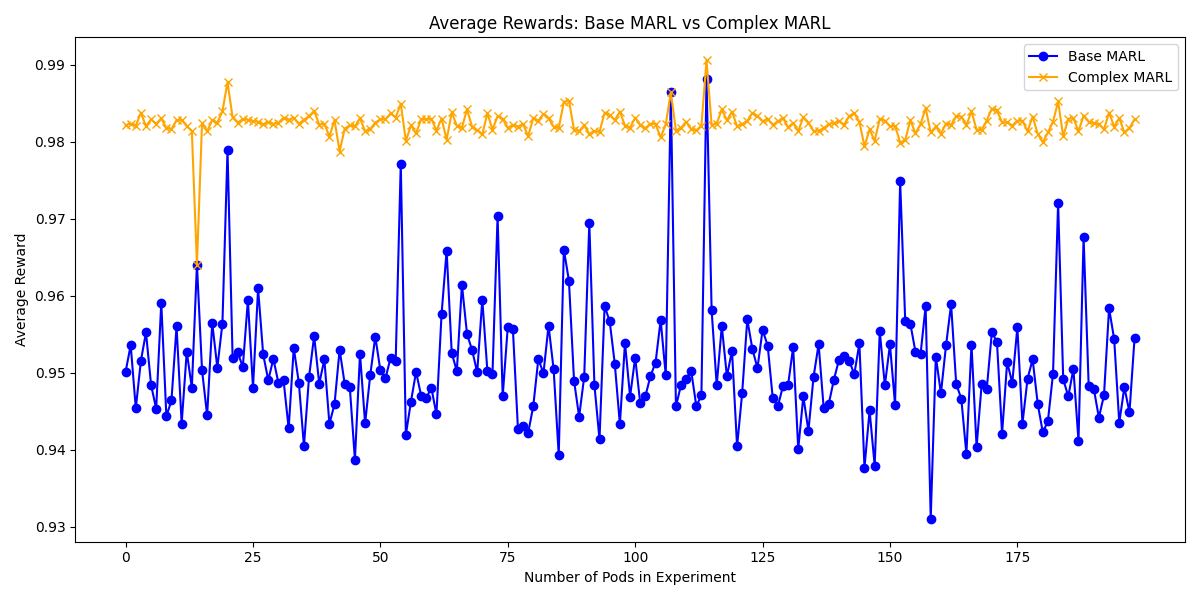 Average Rewards: Base MARL vs Complex MARL
Base MARL
Complex MARL
Average Reward
0.99
0.98
0.97
0.96
0.95
0.94
0.93
0 25 50 75 100 125 150 175
Number of Pods in Experiment